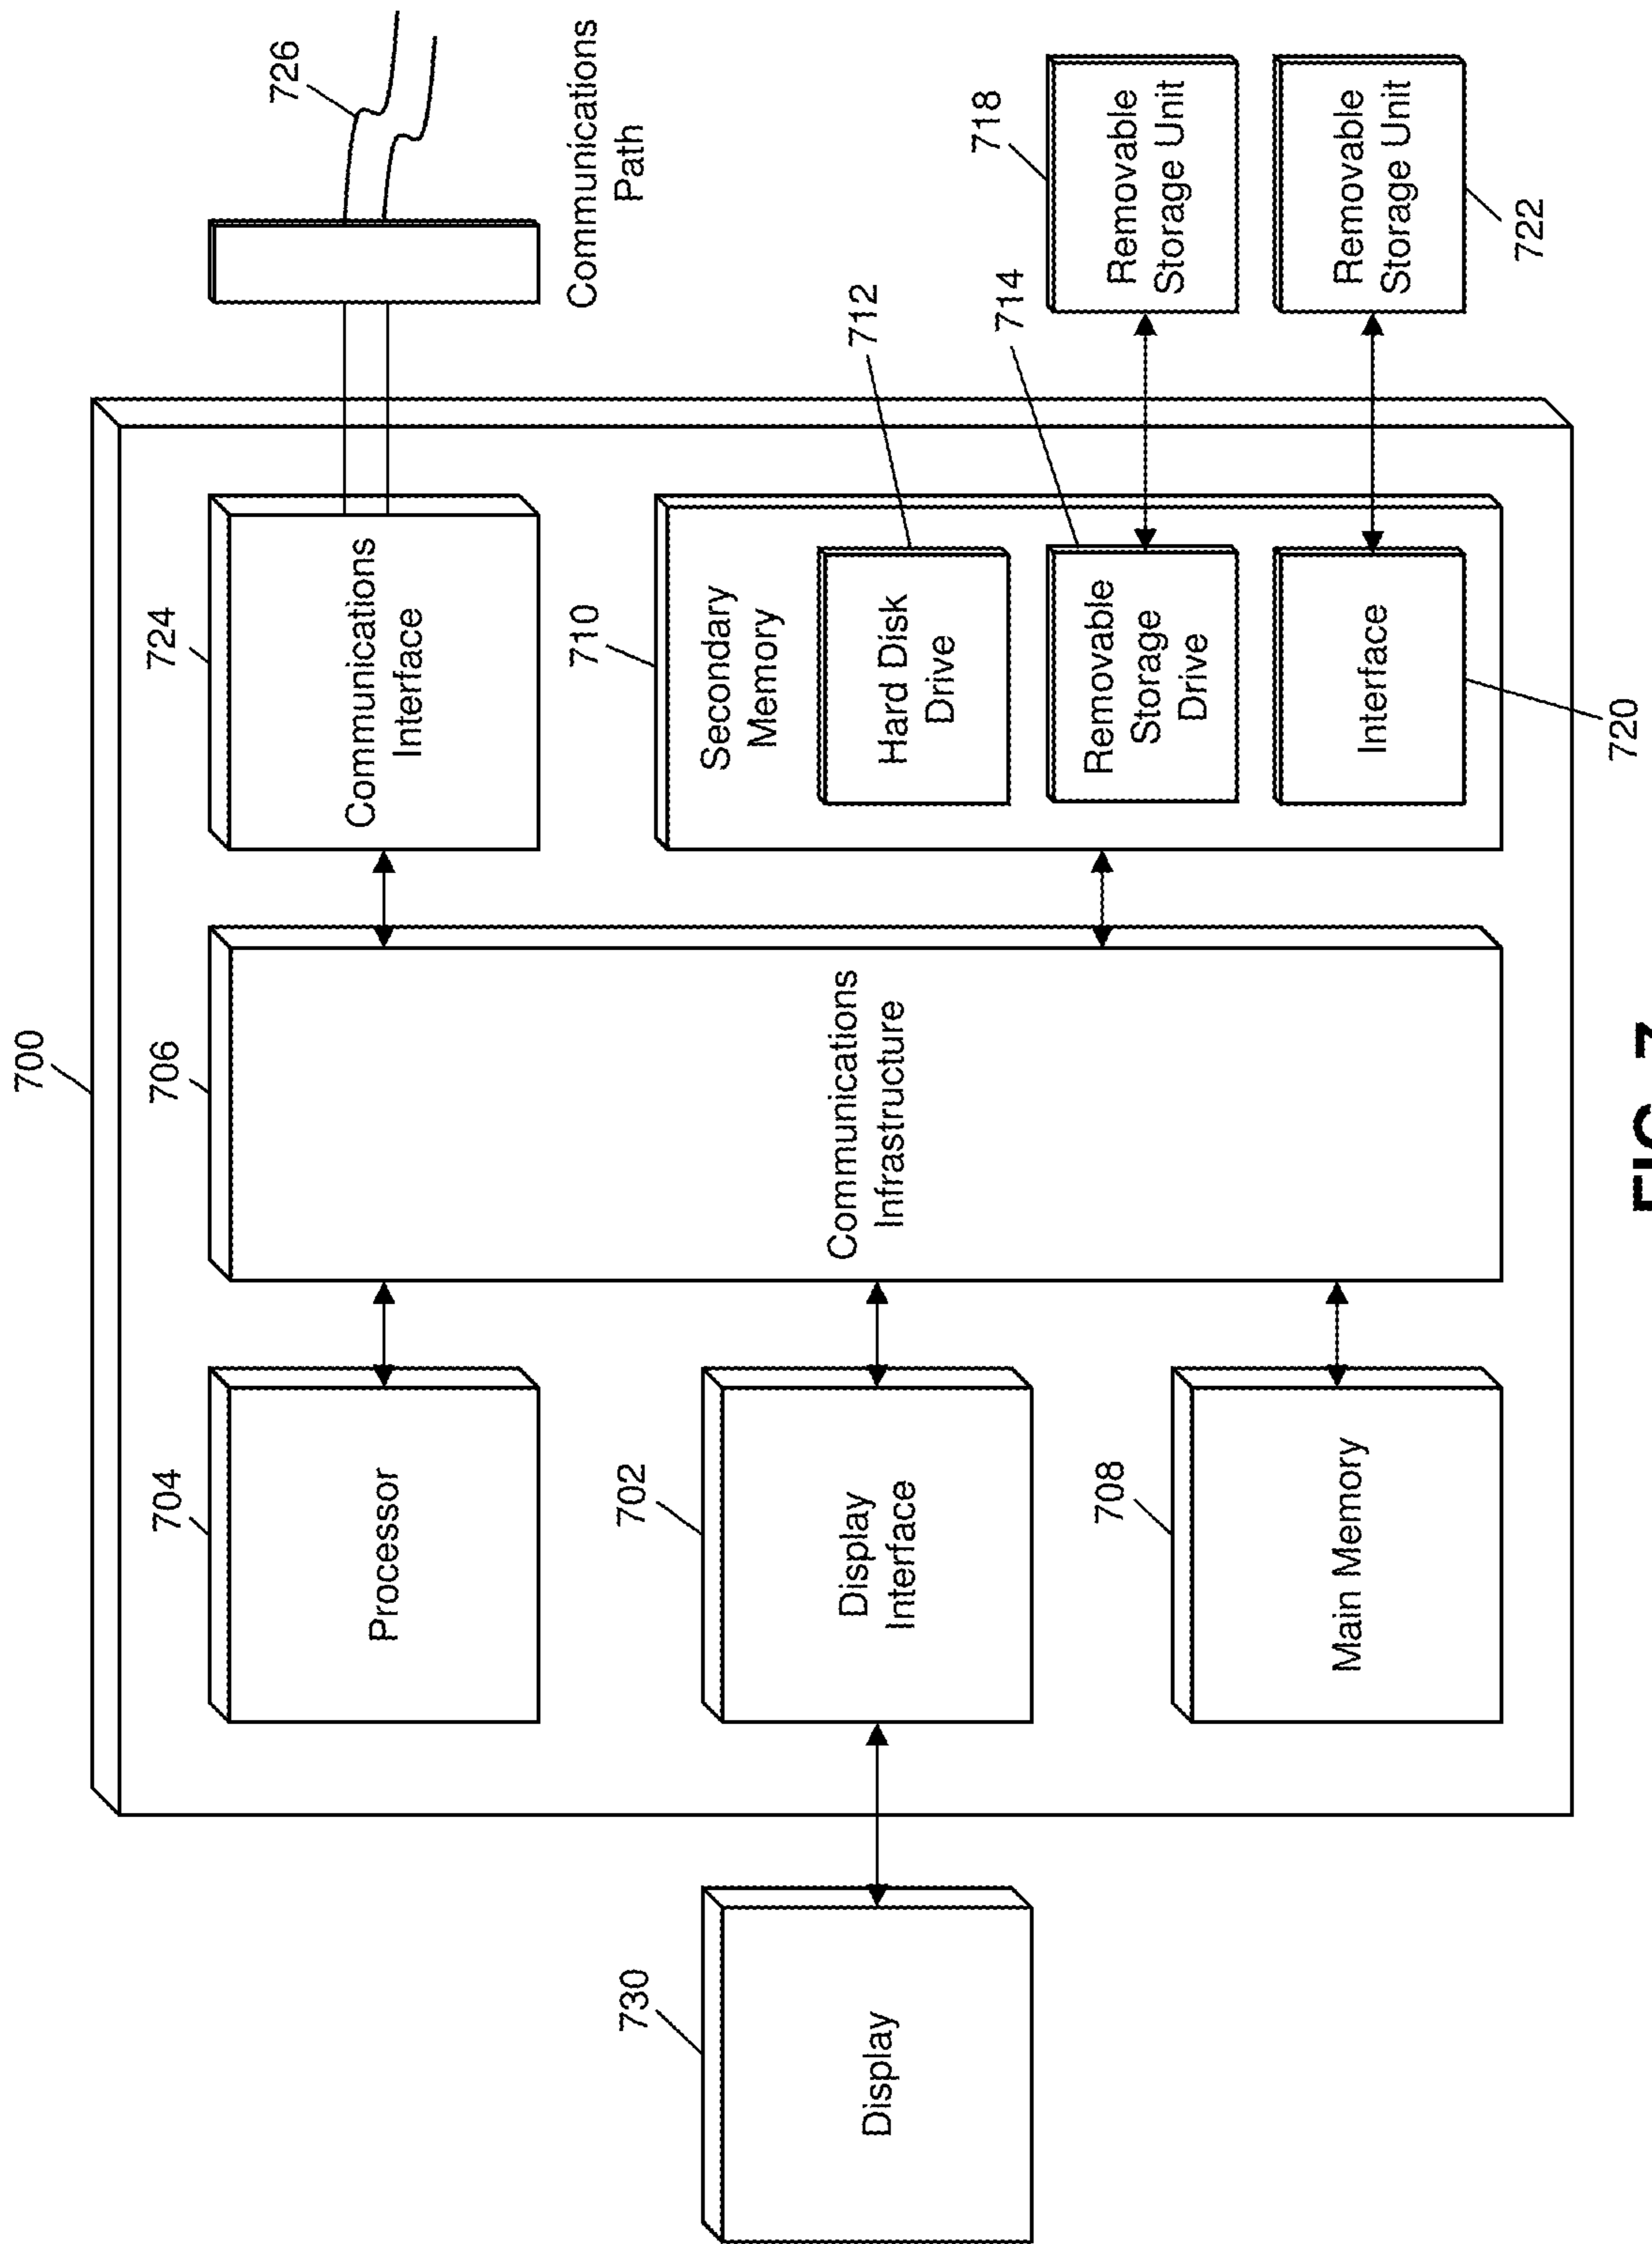 700
730
Display
704
Processor
702
Display
Interface
708
Main Memory
706
Communications
Infrastructure
724
Communications
Interface
710
Secondary
Memory
712
Hard Disk
Drive
714
Removable
Storage
Drive
Interface
720
726
Communications
Path
718
Removable
Storage Unit
Removable
Storage Unit
722
FIG. 7